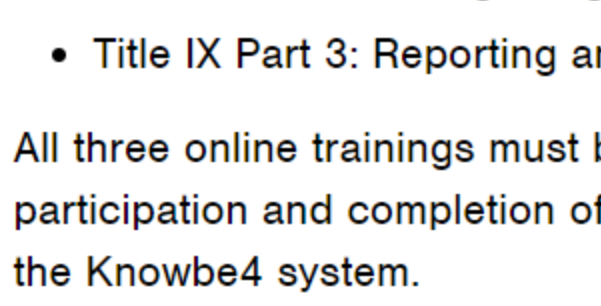 • Title IX Part 3: Reporting
All three online trainings must
participation and completion of
the Knowbe4 system.